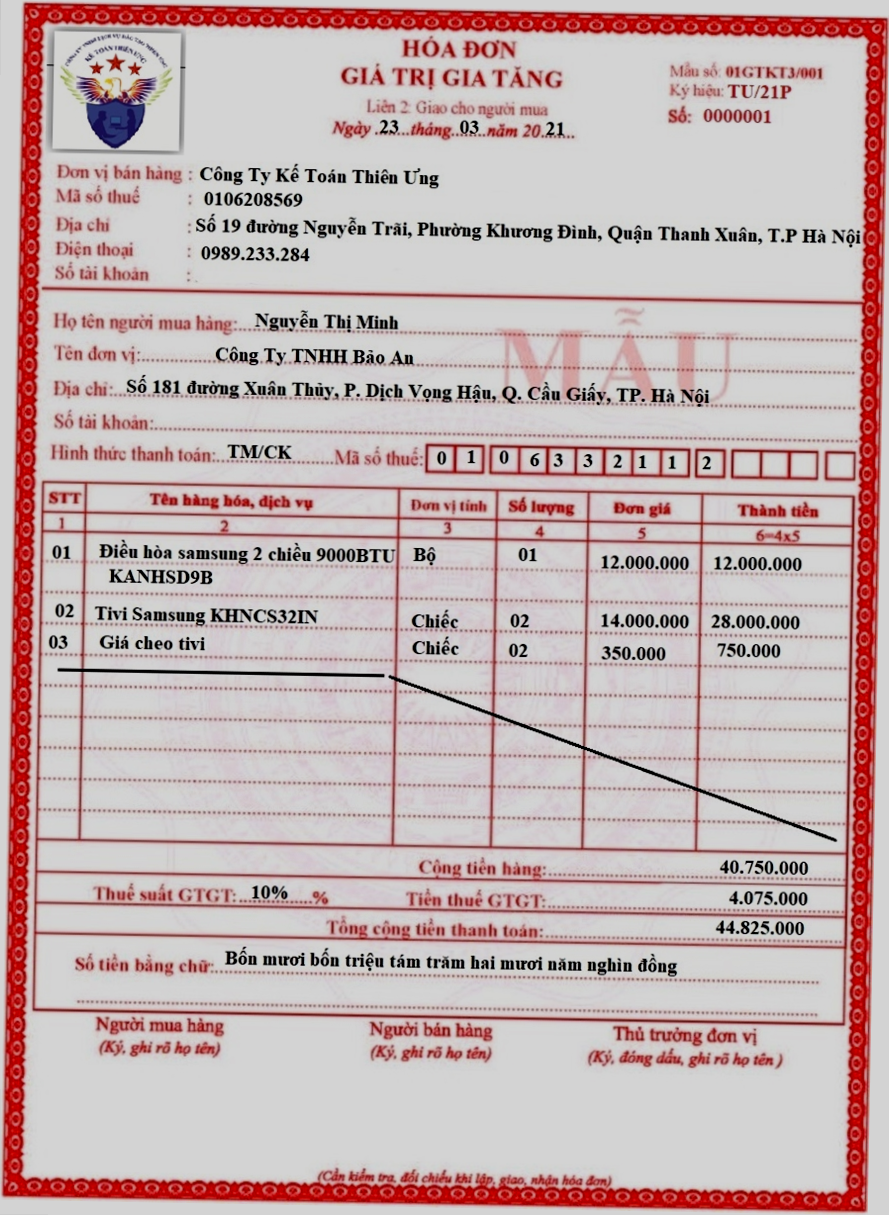 CÔNG TY TNHH DỊCH VỤ ĐÀO TẠO THIÊN ƯNG
KẾ TOÁN THIÊN ƯNG
HÓA ĐƠN
GIÁ TRỊ GIA TĂNG
Liên 2: Giao cho người mua
Ngày .23...tháng..03..năm 20.21...
Mẫu số: 01GTKT3/001
Ký hiệu: TU/21P
Số: 0000001
Đơn vị bán hàng : Công Ty Kế Toán Thiên Ưng
Mã số thuế : 0106208569
Địa chỉ : Số 19 đường Nguyễn Trãi, Phường Khương Đình, Quận Thanh Xuân, T.P Hà Nội
Điện thoại : 0989.233.284
Số tài khoản : .
MẪU
Họ tên người mua hàng: Nguyễn Thị Minh
Tên đơn vị: Công Ty TNHH Bảo An
Địa chỉ: Số 181 đường Xuân Thủy, P. Dịch Vọng Hậu, Q. Cầu Giấy, TP. Hà Nội
Số tài khoản:
Hình thức thanh toán: TM/CK Mã số thuế: 0 1 0 6 3 3 2 1 1 2
STT Tên hàng hóa, dịch vụ Đơn vị tính Số lượng Đơn giá Thành tiền
1 2 3 4 5 6=4x5
01 Điều hòa samsung 2 chiều 9000BTU Bộ 01 12.000.000 12.000.000
KANHSD9B
02 Tivi Samsung KHNCS32IN Chiếc 02 14.000.000 28.000.000
03 Giá cheo tivi Chiếc 02 350.000 750.000
Cộng tiền hàng: 40.750.000
Thuế suất GTGT: 10% % Tiền thuế GTGT: 4.075.000
Tổng cộng tiền thanh toán: 44.825.000
Số tiền bằng chữ: Bốn mươi bốn triệu tám trăm hai mươi năm nghìn đồng
Người mua hàng Người bán hàng Thủ trưởng đơn vị
(Ký, ghi rõ họ tên) (Ký, ghi rõ họ tên) (Ký, đóng dấu, ghi rõ họ tên )
(Cần kiểm tra, đối chiếu khi lập, giao, nhận hóa đơn)